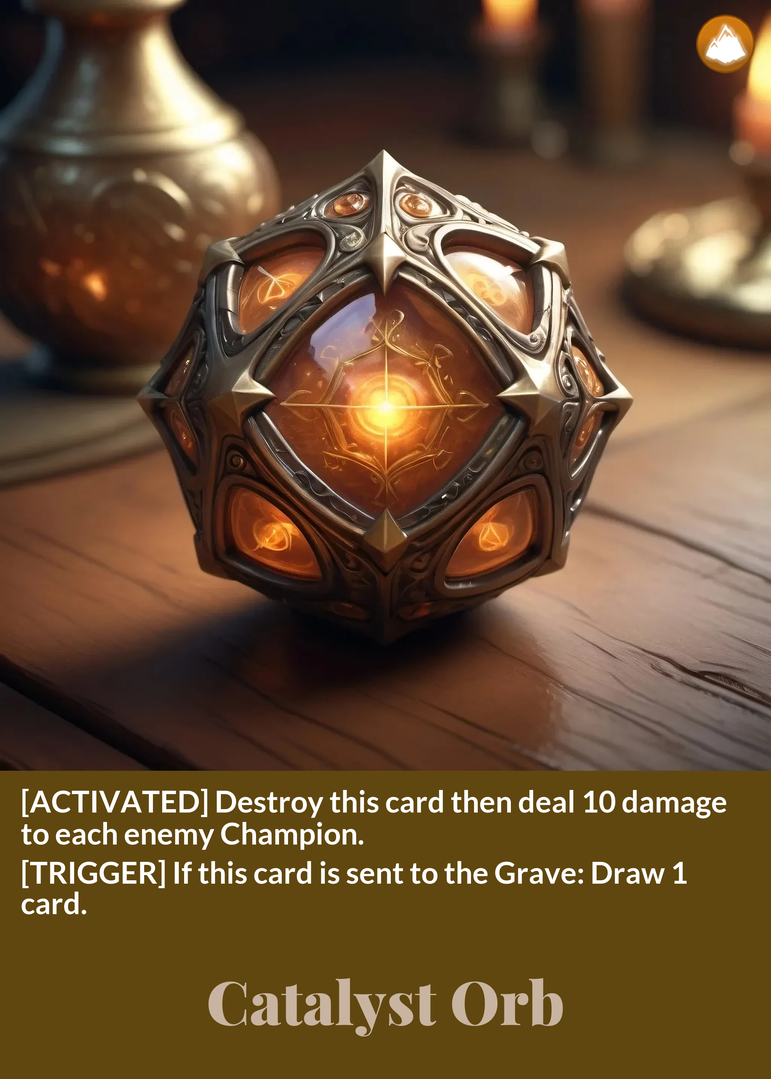 [ACTIVATED] Destroy this card then deal 10 damage
to each enemy Champion.
[TRIGGER] If this card is sent to the Grave: Draw 1
card.
Catalyst Orb